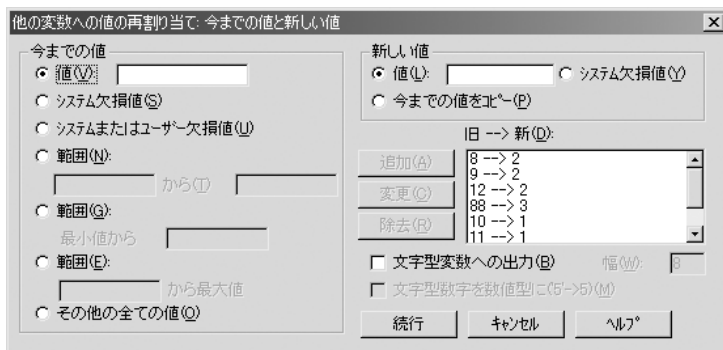 他の変数への値の再割り当て: 今までの値と新しい値
今までの値
値(V):
システム欠損値(S)
システムまたはユーザー欠損値(U)
範囲(N):
から(T)
範囲(G):
最小値から
範囲(E):
から最大値
その他の全ての値(O)
新しい値
値(L):
システム欠損値(Y)
今までの値をコピー(P)
旧 --> 新(D):
追加(A)
変更(C)
除去(R)
8 --> 2
9 --> 2
12 --> 2
88 --> 3
10 --> 1
11 --> 1
文字型変数への出力(B)
幅(W):
8
文字型数字を数値型に('5'->5)(M)
続行
キャンセル
ヘルプ